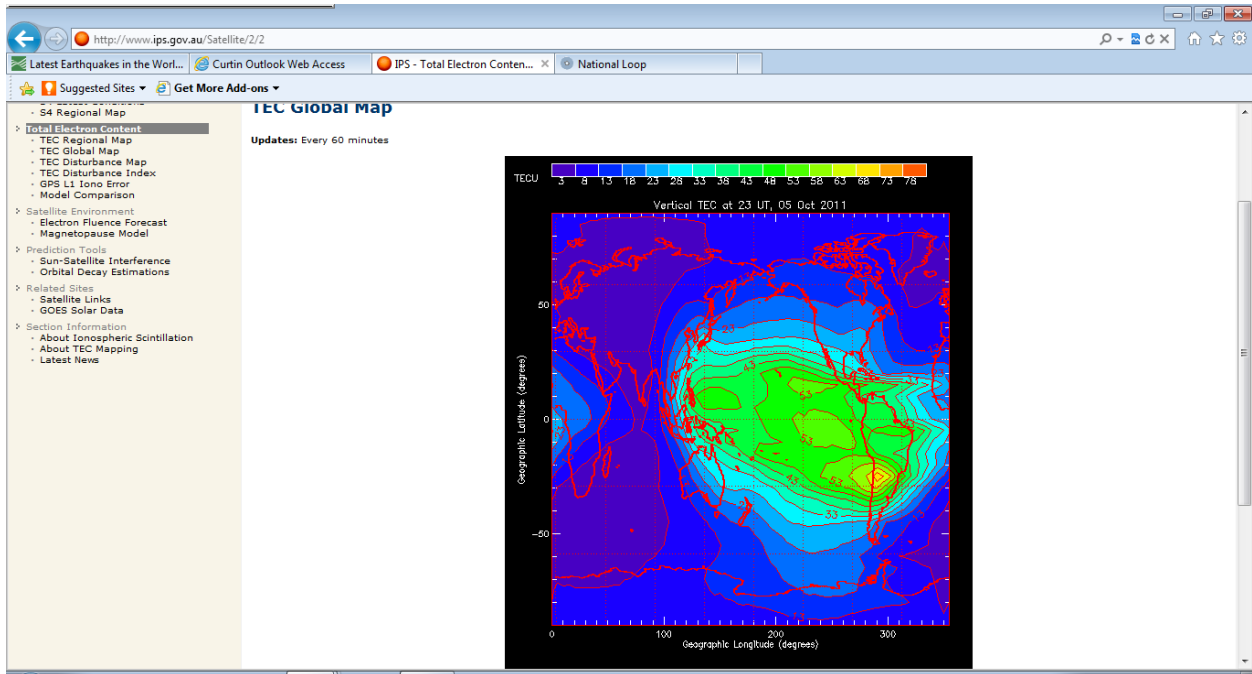 http://www.ips.gov.au/Satellite/2/2
Latest Earthquakes in the Worl...
Curtin Outlook Web Access
IPS - Total Electron Conten...
National Loop
Suggested Sites
Get More Add-ons
S4 Regional Map
Total Electron Content
TEC Regional Map
TEC Global Map
TEC Disturbance Map
TEC Disturbance Index
GPS L1 Iono Error
Model Comparison
Satellite Environment
Electron Fluence Forecast
Magnetopause Model
Prediction Tools
Sun-Satellite Interference
Orbital Decay Estimations
Related Sites
Satellite Links
GOES Solar Data
Section Information
About Ionospheric Scintillation
About TEC Mapping
Latest News
TEC Global Map
Updates: Every 60 minutes
TECU
3 8 13 18 23 28 33 38 43 48 53 58 63 68 73 78
Vertical TEC at 23 UT, 05 Oct 2011
Geographic Latitude (degrees)
50
0
-50
23
43
53
53
43
53
33
0 100 200 300
Geographic Longitude (degrees)